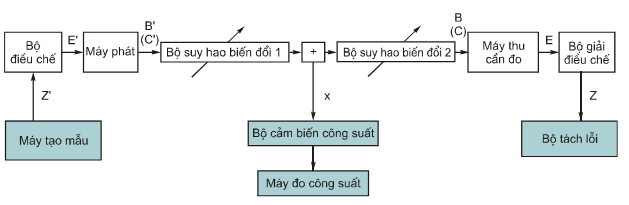 B'
(C')
B
(C)
Bộ
điều chế
E'
Máy phát
Bộ suy hao biến đổi 1
+
Bộ suy hao biến đổi 2
Máy thu
cần đo
E
Bộ giải
điều chế
Z'
x
Z
Máy tạo mẫu
Bộ cảm biến công suất
Bộ tách lỗi
Máy đo công suất